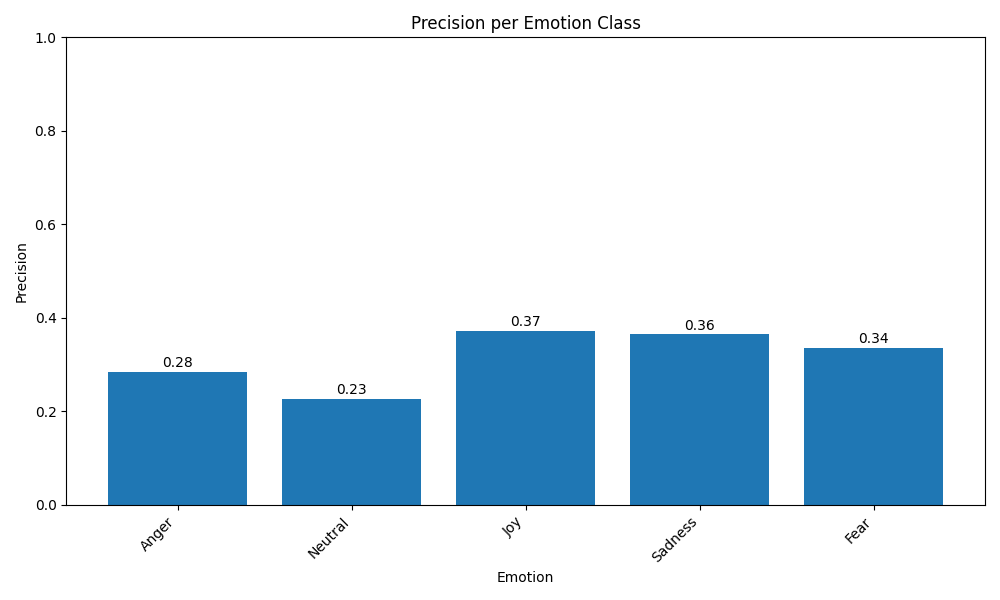 Precision per Emotion Class
1.0
0.8
0.6
0.4
0.2
0.0
Precision
0.28
0.23
0.37
0.36
0.34
Anger
Neutral
Joy
Sadness
Fear
Emotion